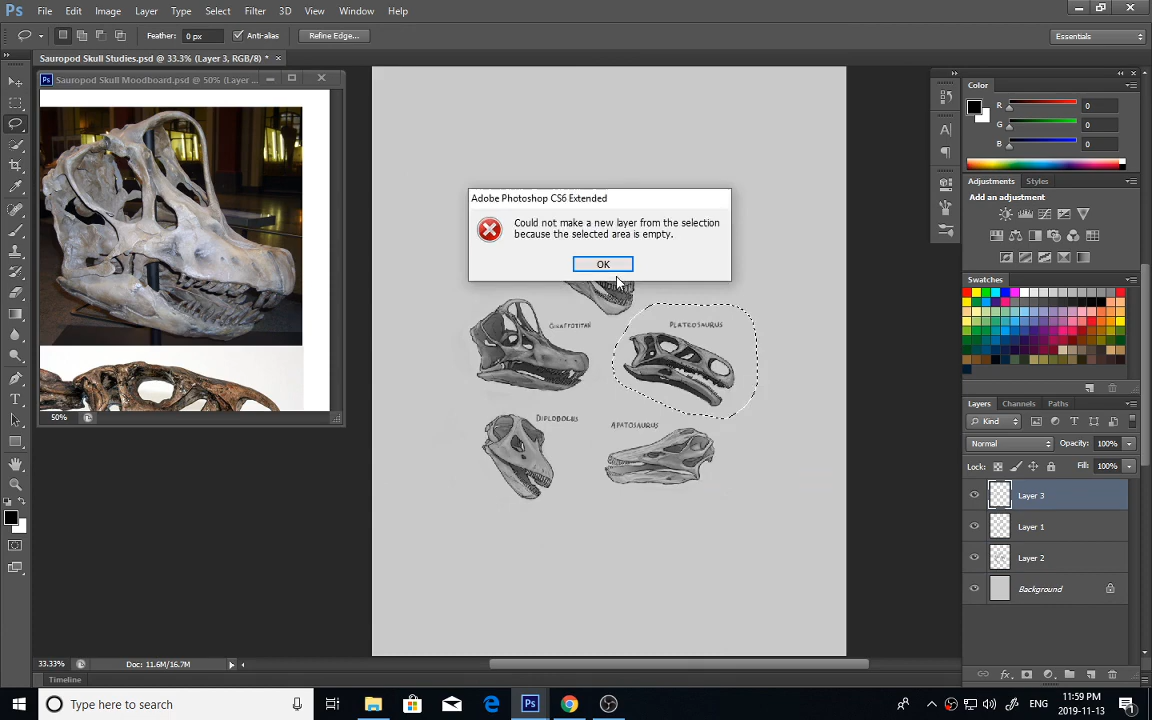 Ps File Edit Image Layer Type Select Filter 3D View Window Help
Feather: 0 px Anti-alias Refine Edge... Essentials
Sauropod Skull Studies.psd @ 33.3% (Layer 3, RGB/8) * ×
Ps Sauropod Skull Moodboard.psd @ 50% (Layer ...
50%
Adobe Photoshop CS6 Extended
Could not make a new layer from the selection
because the selected area is empty.
OK
PLATEOSAURUS
DIPLODOCUS
APATOSAURUS
Color
R 0
G 0
B 0
Adjustments Styles
Add an adjustment
Swatches
Layers Channels Paths
Kind
Normal Opacity: 100%
Lock: Fill: 100%
Layer 3
Layer 1
Layer 2
Background
33.33% Doc: 11.6M/16.7M
Timeline
Type here to search
Ps
ENG
11:59 PM
2019-11-13
1